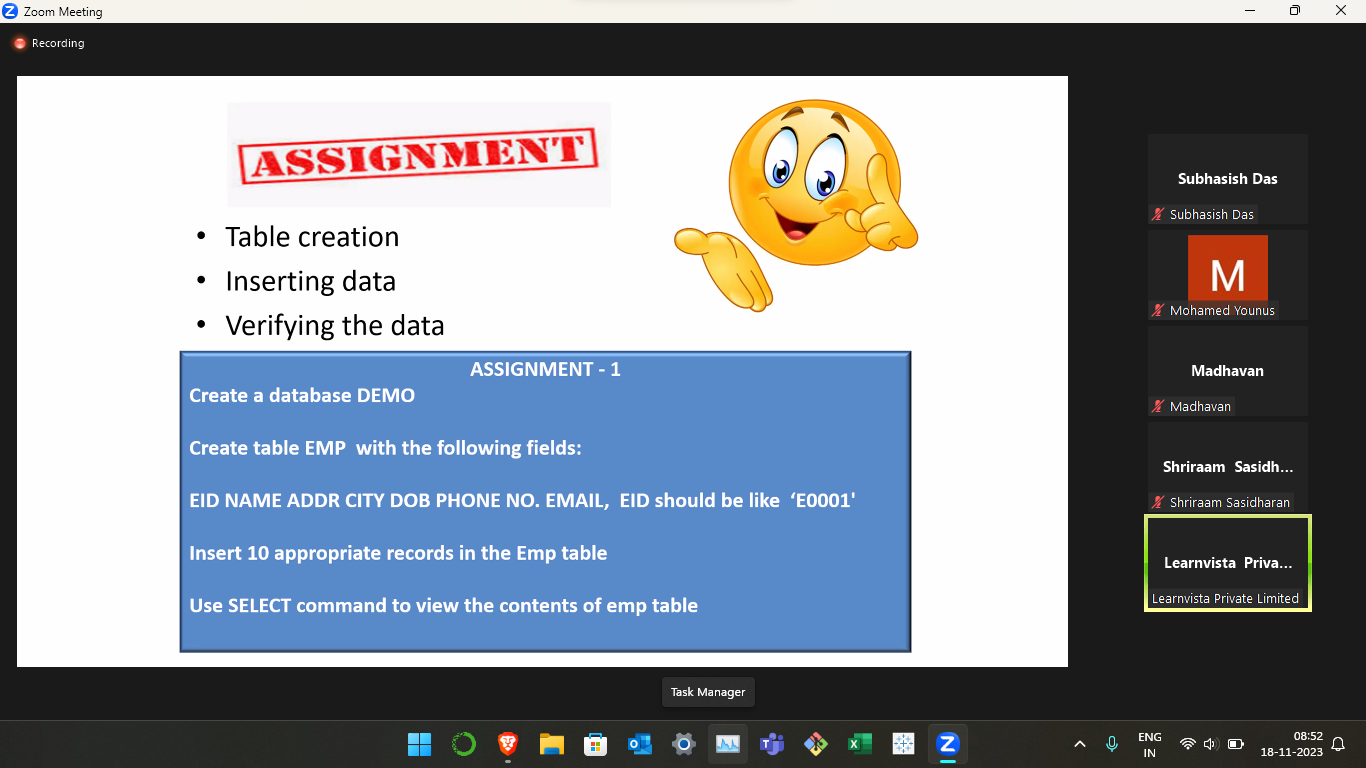 Zoom Meeting
Recording
ASSIGNMENT
• Table creation
• Inserting data
• Verifying the data
ASSIGNMENT - 1
Create a database DEMO
Create table EMP with the following fields:
EID NAME ADDR CITY DOB PHONE NO. EMAIL, EID should be like ‘E0001'
Insert 10 appropriate records in the Emp table
Use SELECT command to view the contents of emp table
Subhasish Das
Subhasish Das
M
Mohamed Younus
Madhavan
Madhavan
Shriraam Sasidh...
Shriraam Sasidharan
Learnvista Priva...
Learnvista Private Limited
Task Manager
ENG
IN
08:52
18-11-2023